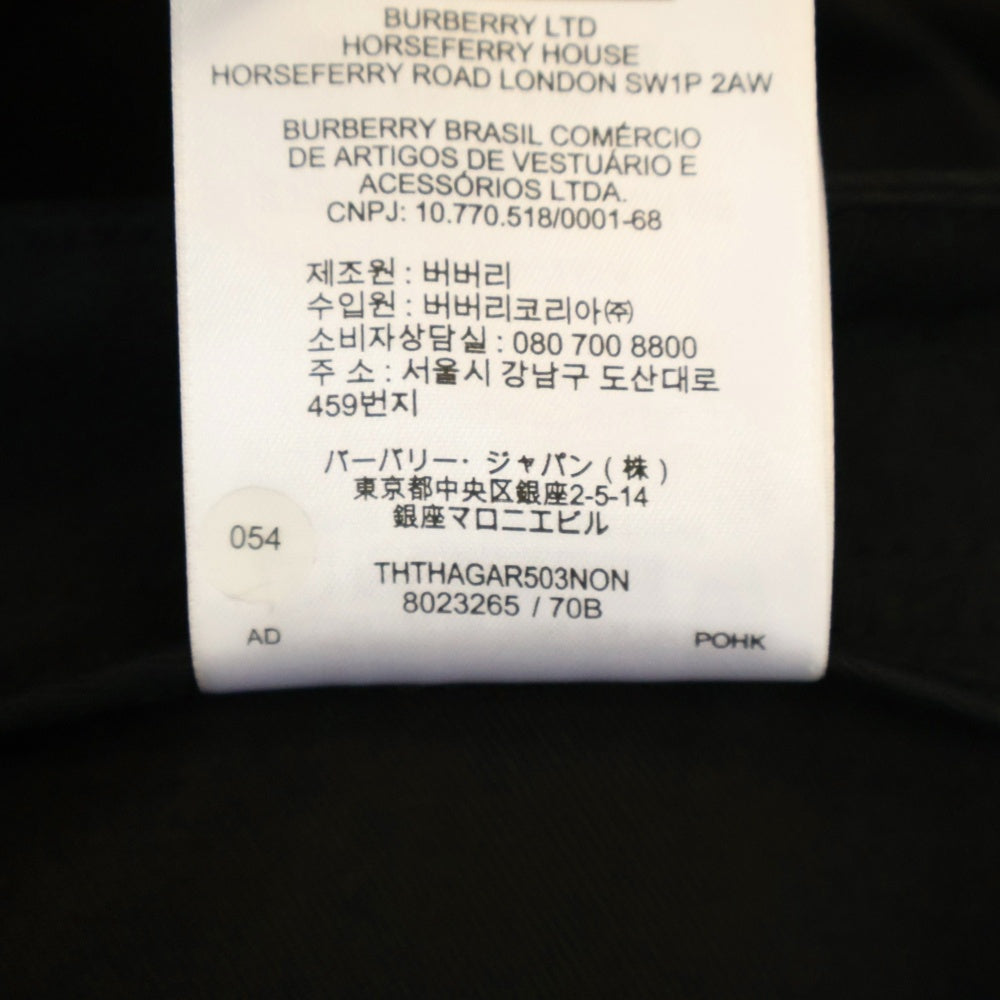 BURBERRY LTD
HORSEFERRY HOUSE
HORSEFERRY ROAD LONDON SW1P 2AW
BURBERRY BRASIL COMÉRCIO
DE ARTIGOS DE VESTUÁRIO E
ACESSÓRIOS LTDA.
CNPJ: 10.770.518/0001-68
제조원 : 버버리
수입원 : 버버리코리아㈜
소비자상담실 : 080 700 8800
주 소 : 서울시 강남구 도산대로
459번지
バーバリー・ジャパン ( 株 )
東京都中央区銀座2-5-14
銀座マロニエビル
054
THTHAGAR503NON
8023265 / 70B
AD
POHK